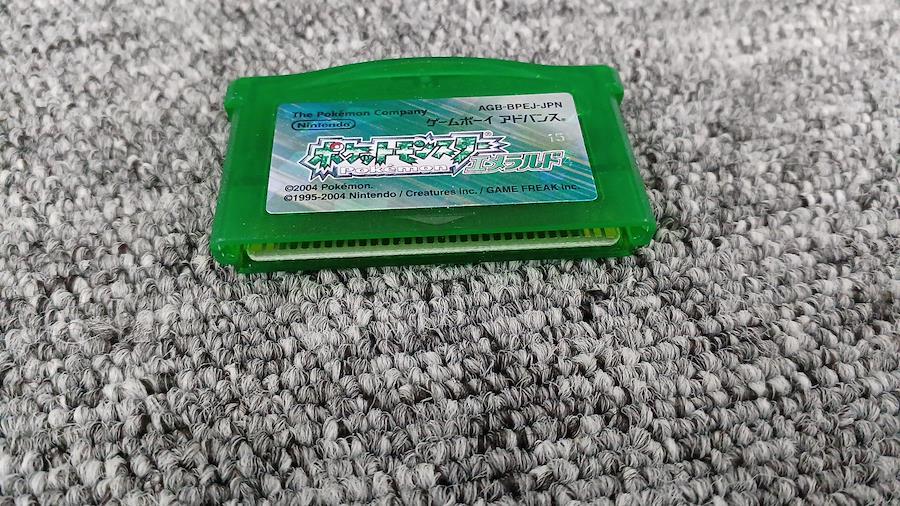 The Pokémon Company
AGB-BPEJ-JPN
Nintendo
ゲームボーイ アドバンス®
15
ポケットモンスター®
Pokémon
エメラルド
©2004 Pokémon.
©1995-2004 Nintendo / Creatures inc. / GAME FREAK inc.